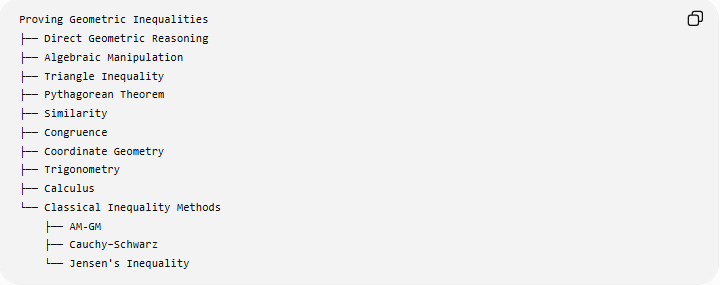 Proving Geometric Inequalities
├── Direct Geometric Reasoning
├── Algebraic Manipulation
├── Triangle Inequality
├── Pythagorean Theorem
├── Similarity
├── Congruence
├── Coordinate Geometry
├── Trigonometry
├── Calculus
└── Classical Inequality Methods
    ├── AM-GM
    ├── Cauchy-Schwarz
    └── Jensen's Inequality